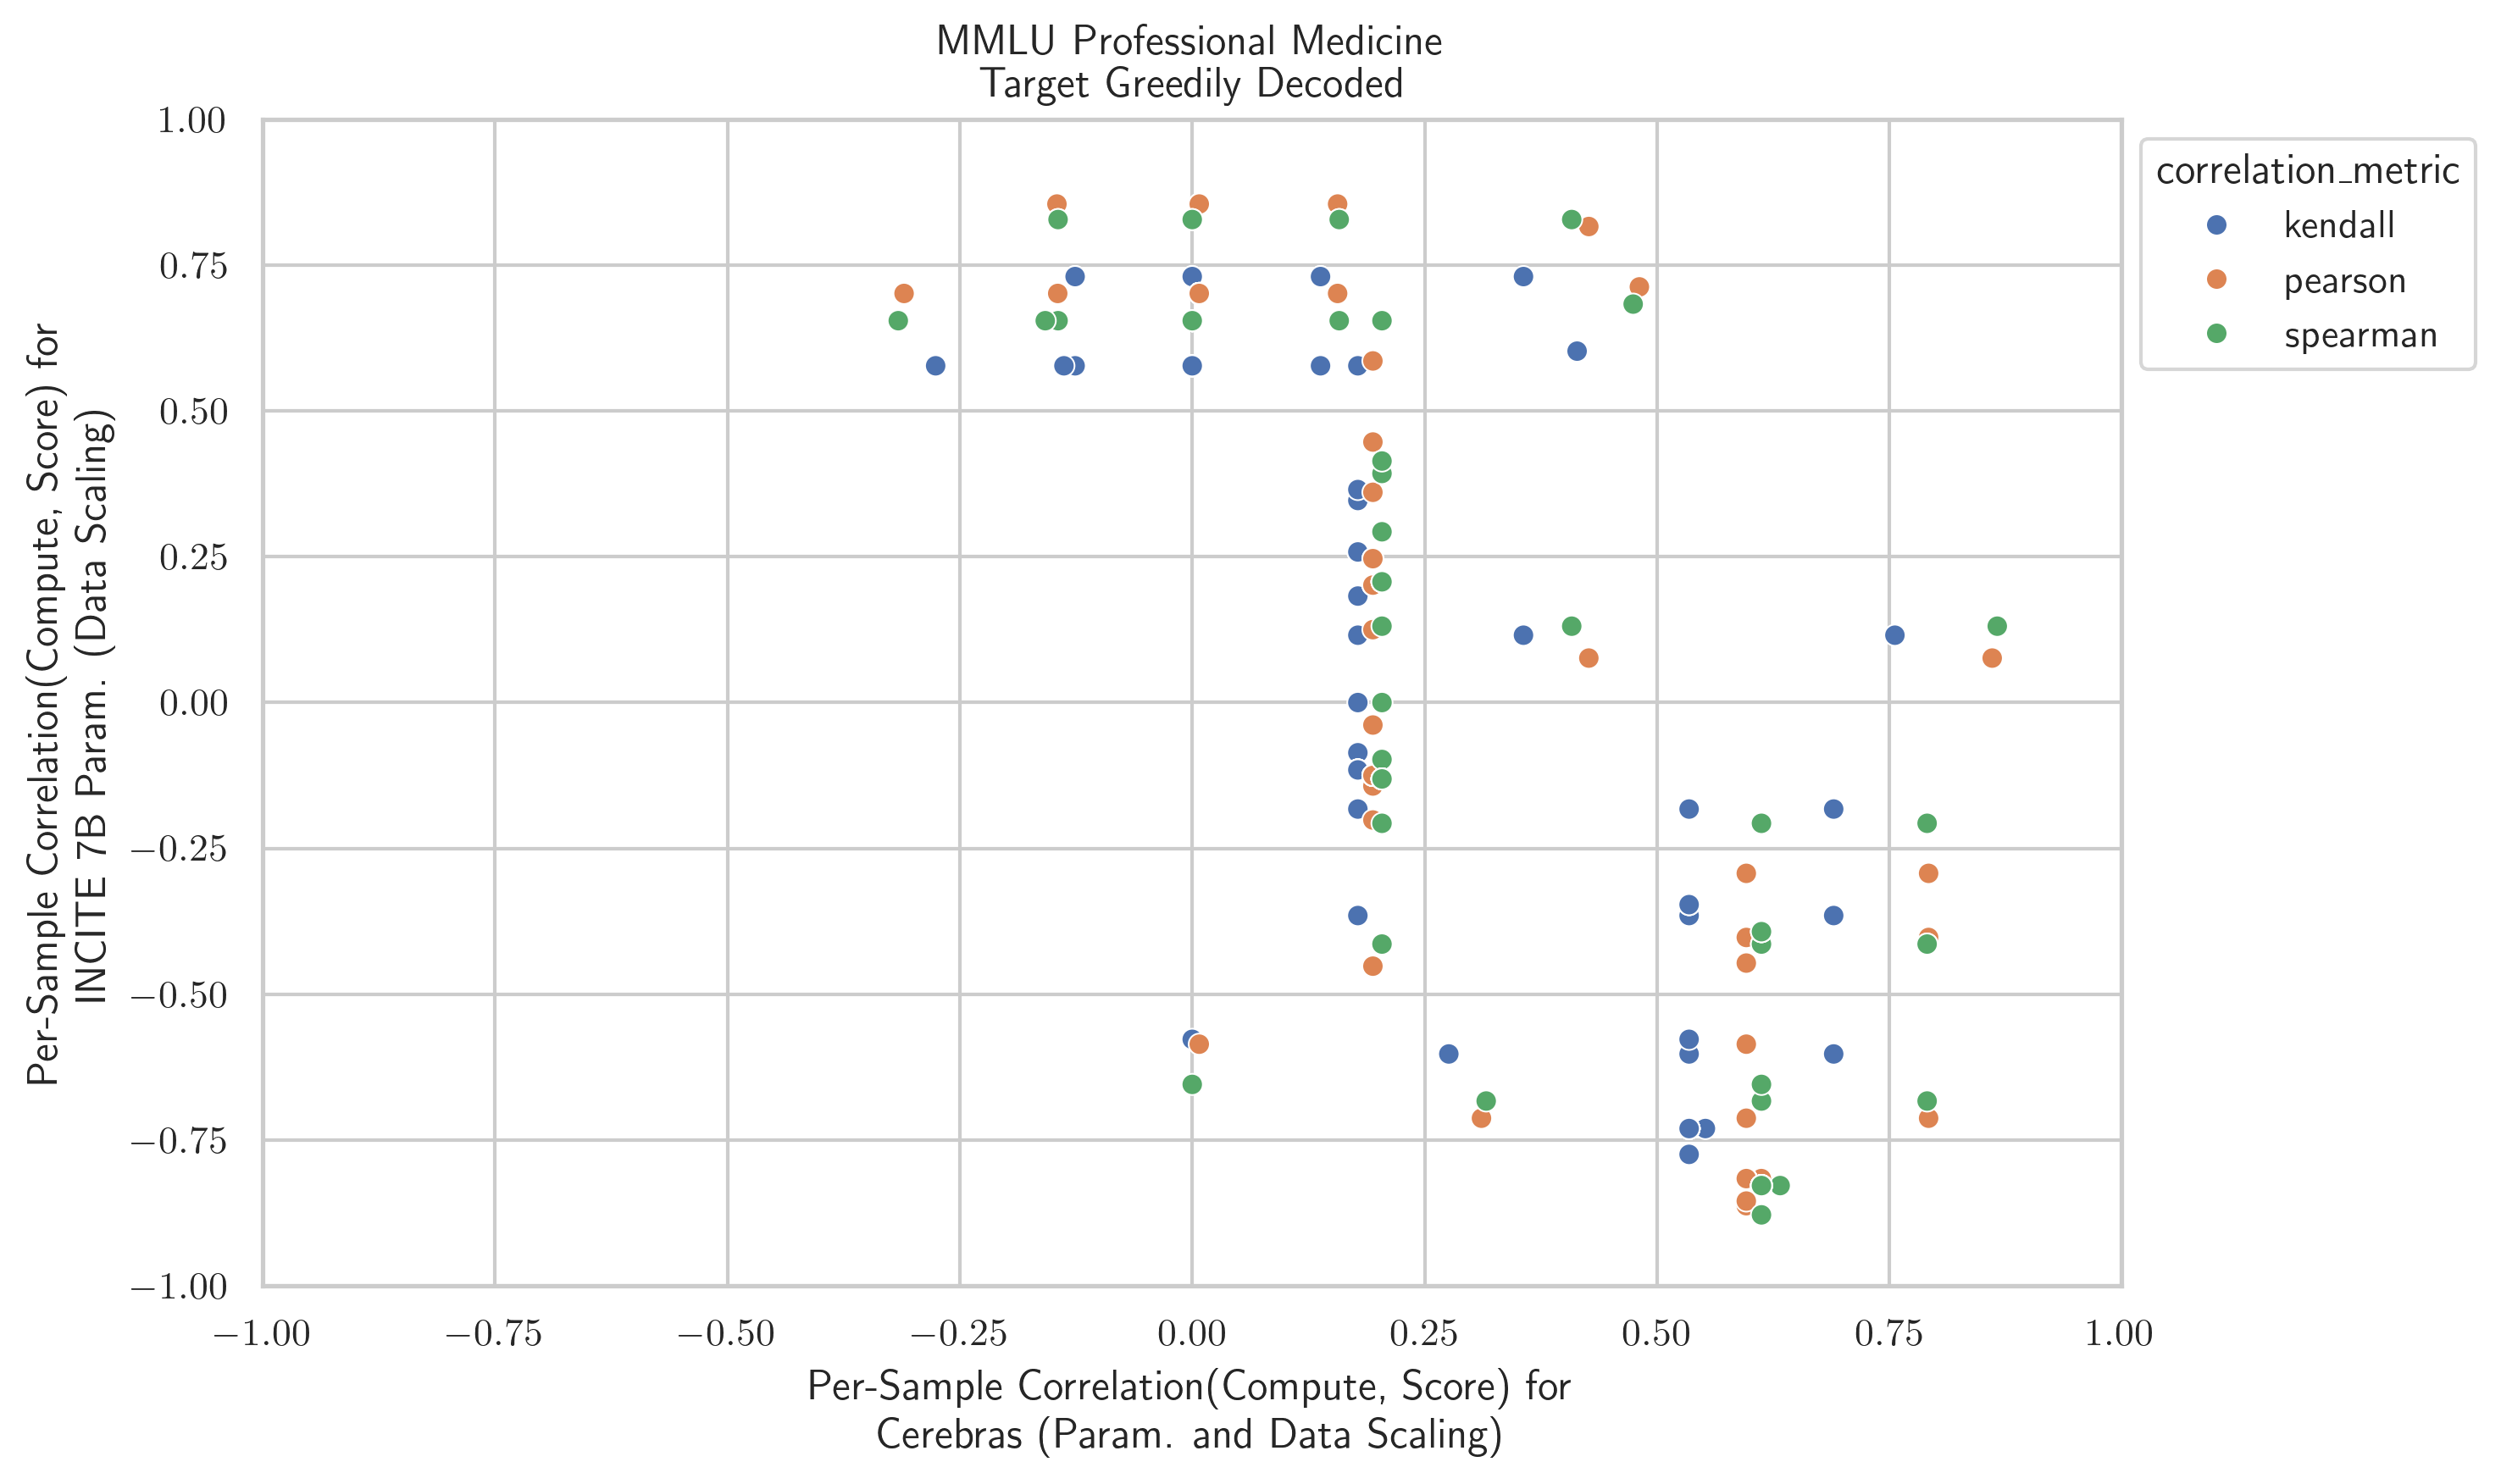 MMLU Professional Medicine
Target Greedily Decoded
Per-Sample Correlation(Compute, Score) for
INCITE 7B Param. (Data Scaling)
1.00
0.75
0.50
0.25
0.00
−0.25
−0.50
−0.75
−1.00
−1.00 −0.75 −0.50 −0.25 0.00 0.25 0.50 0.75 1.00
Per-Sample Correlation(Compute, Score) for
Cerebras (Param. and Data Scaling)
correlation_metric
kendall
pearson
spearman